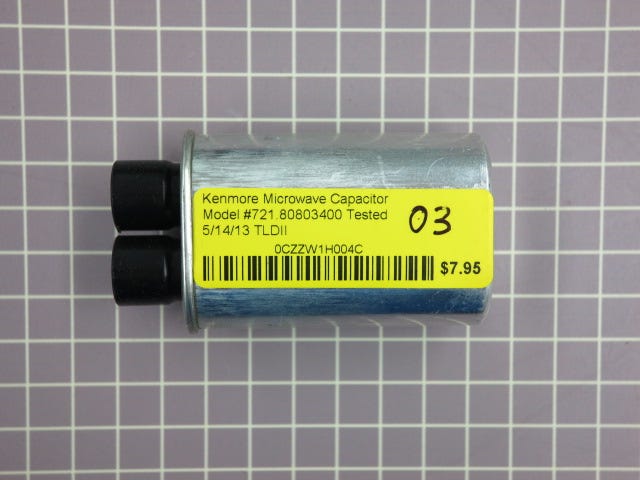 Kenmore Microwave Capacitor
Model #721.80803400 Tested
5/14/13 TLDII
03
0CZZW1H004C
$7.95